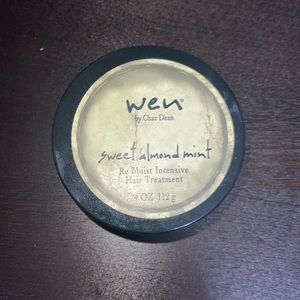 wen®
by Chaz Dean
sweet almond mint
Re Moist Intensive
Hair Treatment
4 OZ 112 g